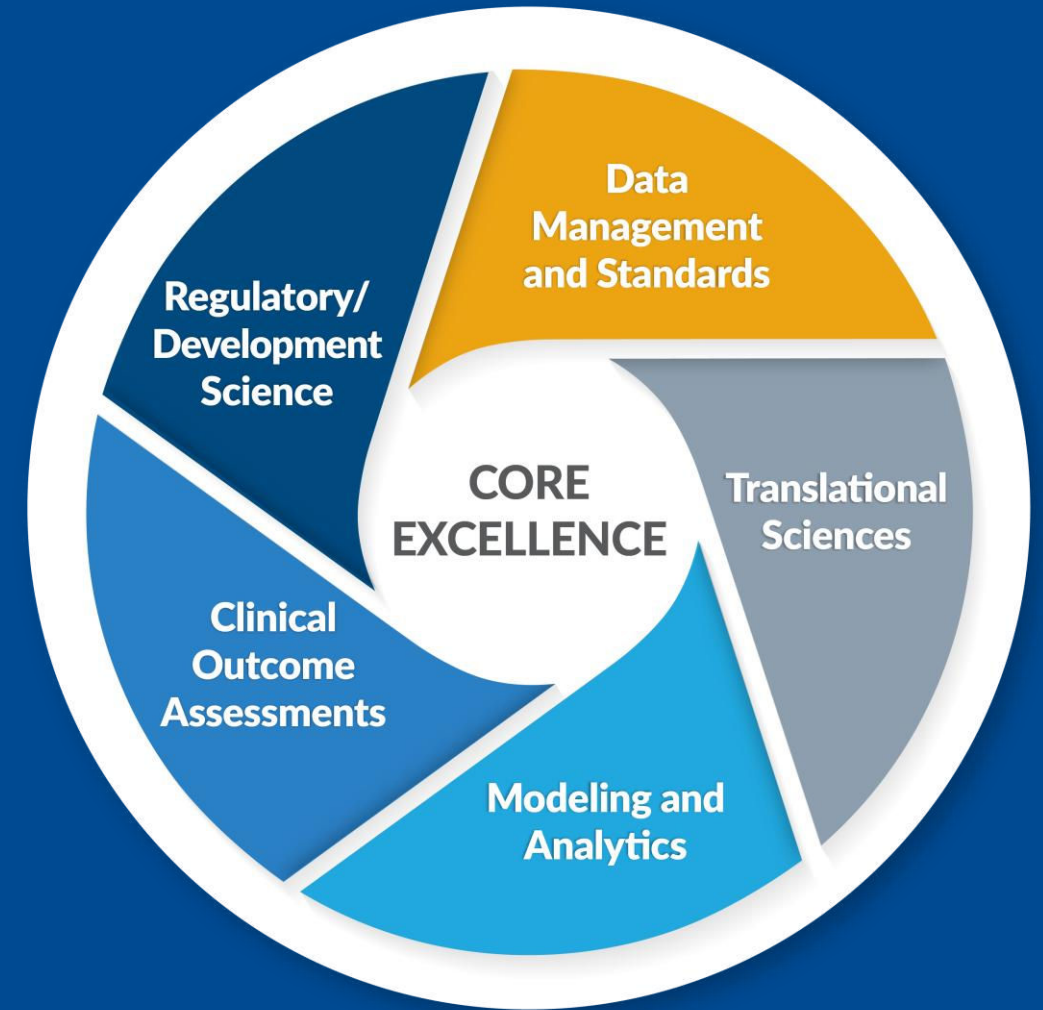 Data
Management
and Standards
Regulatory/
Development
Science
CORE
EXCELLENCE
Translational
Sciences
Clinical
Outcome
Assessments
Modeling and
Analytics